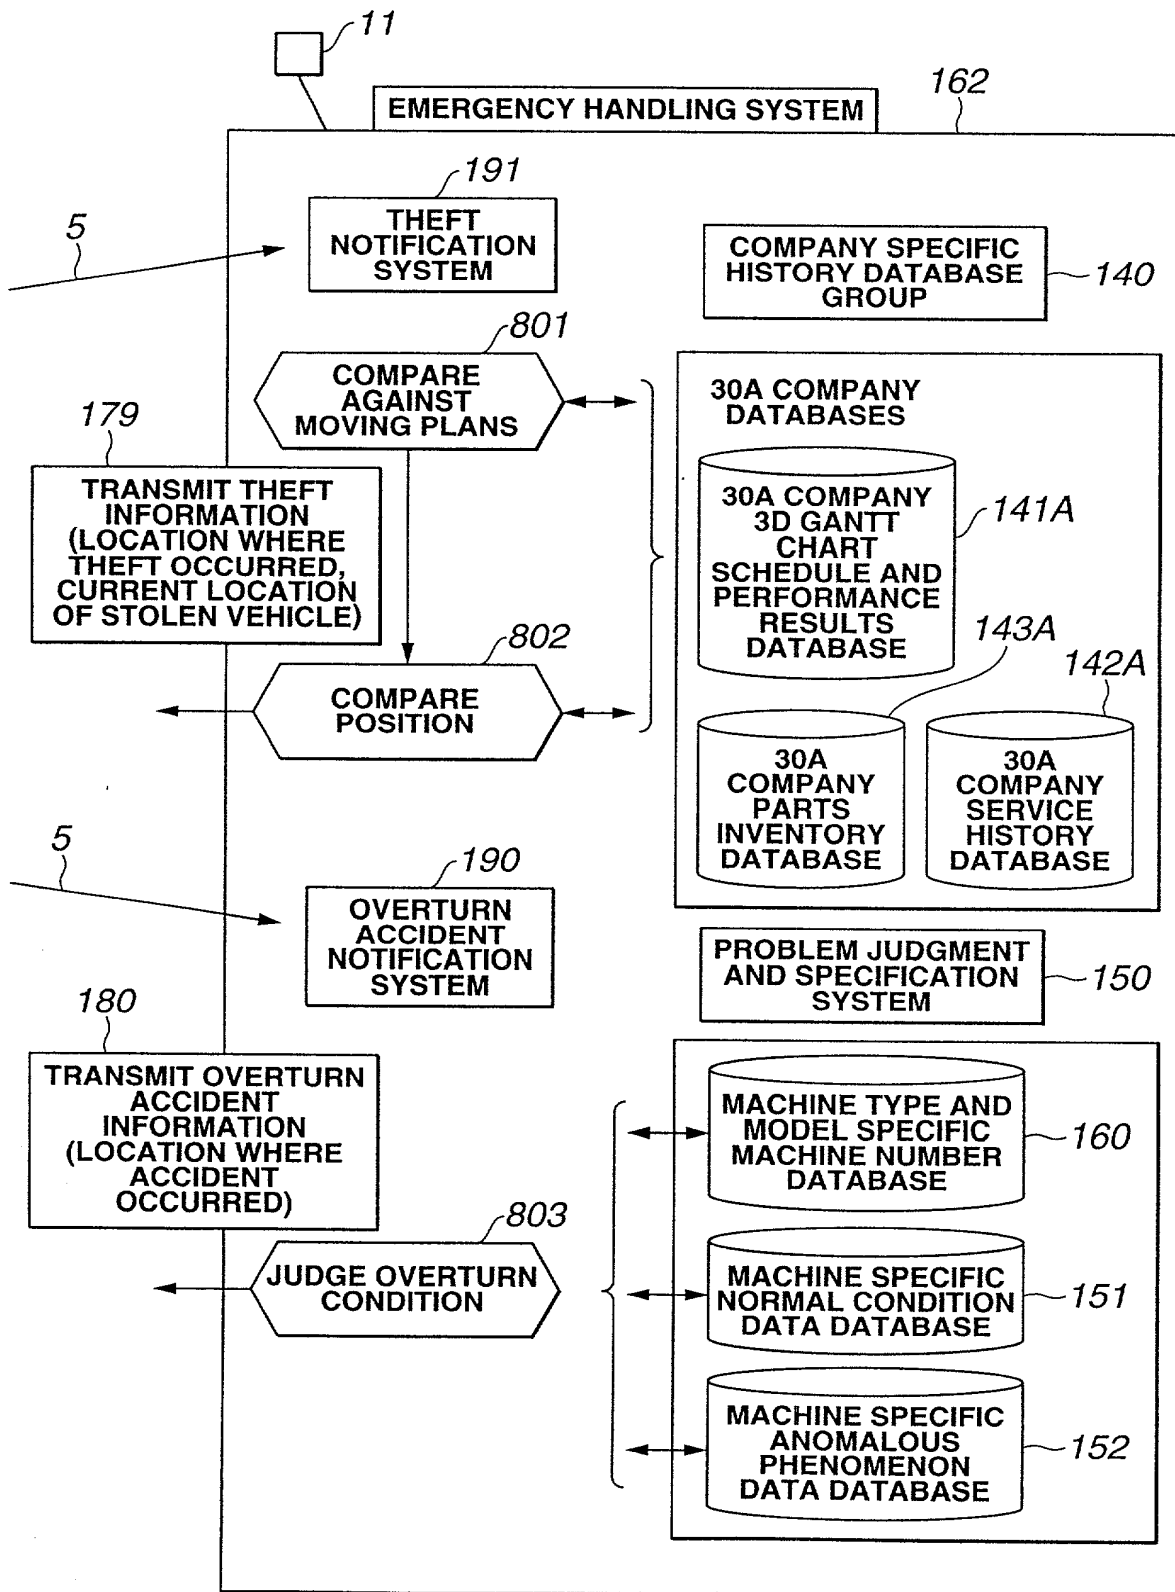 11
EMERGENCY HANDLING SYSTEM
162
191
5
THEFT
NOTIFICATION
SYSTEM
COMPANY SPECIFIC
HISTORY DATABASE
GROUP
140
801
COMPARE
AGAINST
MOVING PLANS
30A COMPANY
DATABASES
179
TRANSMIT THEFT
INFORMATION
(LOCATION WHERE
THEFT OCCURRED,
CURRENT LOCATION
OF STOLEN VEHICLE)
30A COMPANY
3D GANTT
CHART
SCHEDULE AND
PERFORMANCE
RESULTS
DATABASE
141A
802
COMPARE
POSITION
143A
142A
30A
COMPANY
PARTS
INVENTORY
DATABASE
30A
COMPANY
SERVICE
HISTORY
DATABASE
5
190
OVERTURN
ACCIDENT
NOTIFICATION
SYSTEM
PROBLEM JUDGMENT
AND SPECIFICATION
SYSTEM
150
180
TRANSMIT OVERTURN
ACCIDENT
INFORMATION
(LOCATION WHERE
ACCIDENT
OCCURRED)
MACHINE TYPE AND
MODEL SPECIFIC
MACHINE NUMBER
DATABASE
160
803
JUDGE OVERTURN
CONDITION
MACHINE SPECIFIC
NORMAL CONDITION
DATA DATABASE
151
MACHINE SPECIFIC
ANOMALOUS
PHENOMENON
DATA DATABASE
152